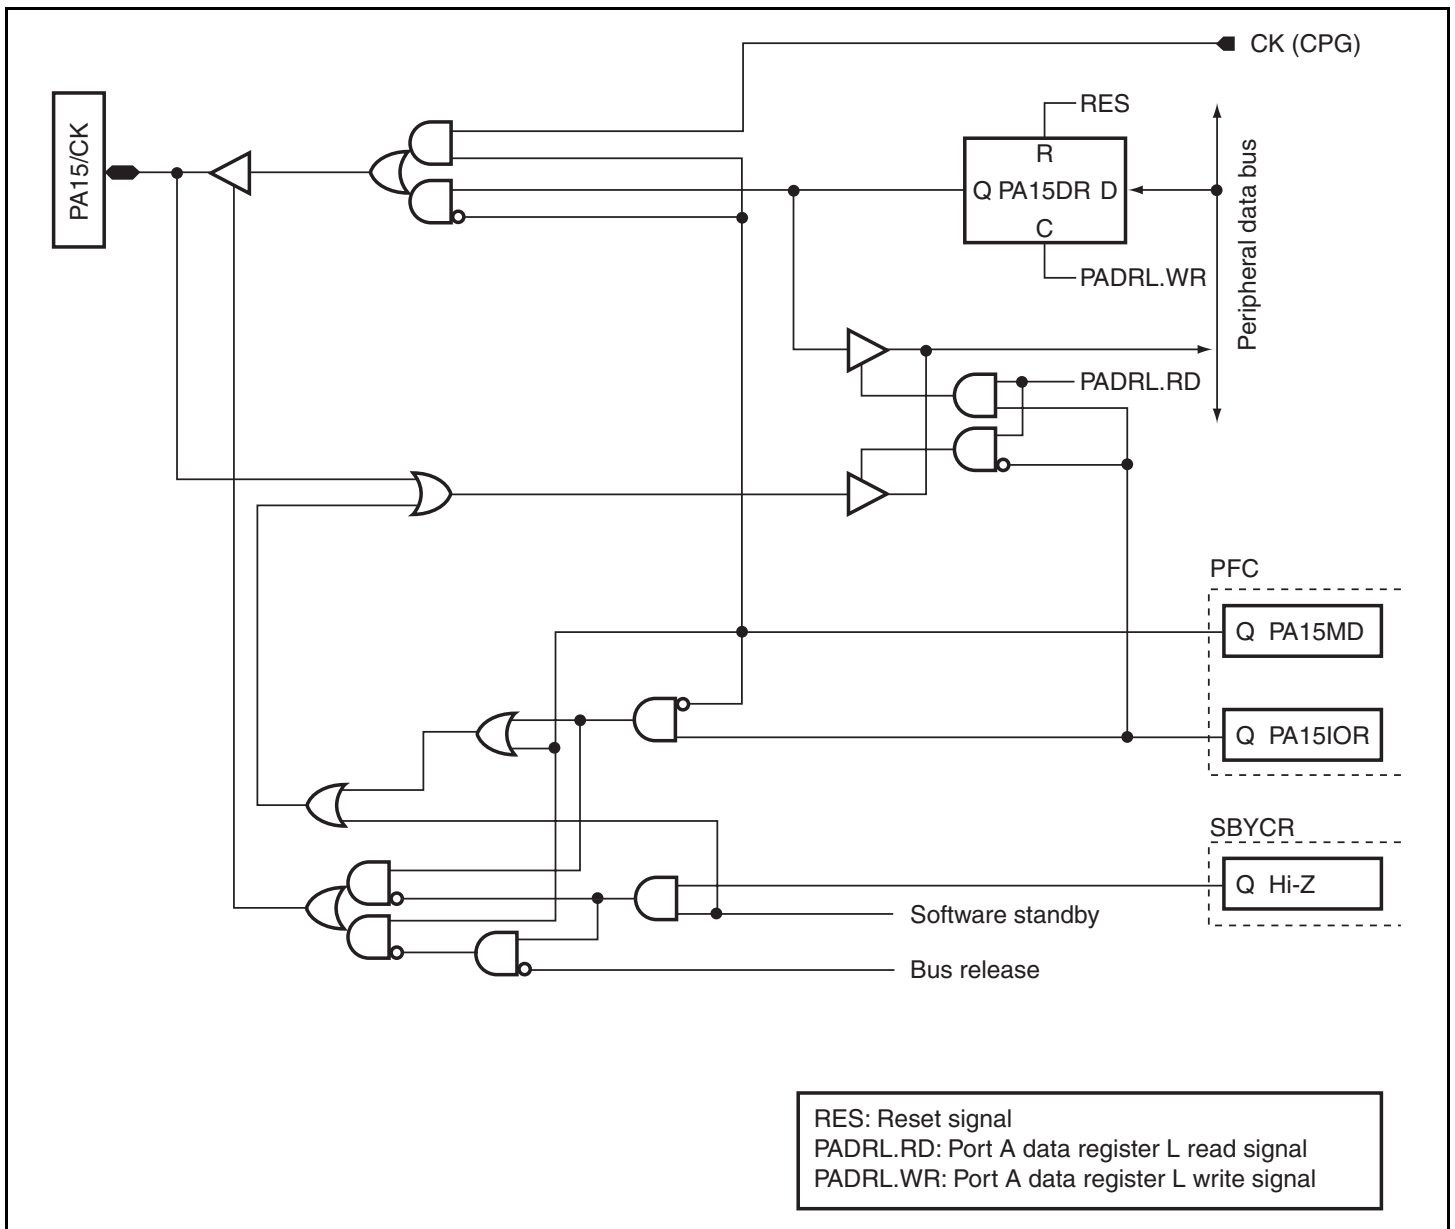 CK (CPG)
PA15/CK
RES
R
Q PA15DR D
C
PADRL.WR
Peripheral data bus
PADRL.RD
PFC
Q PA15MD
Q PA15IOR
SBYCR
Q Hi-Z
Software standby
Bus release
RES: Reset signal
PADRL.RD: Port A data register L read signal
PADRL.WR: Port A data register L write signal